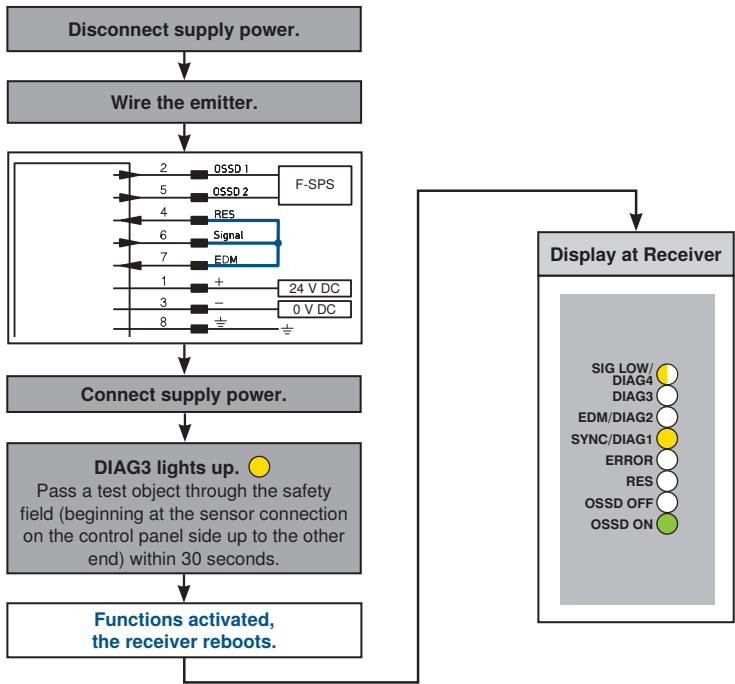 Disconnect supply power.
Wire the emitter.
2 OSSD 1
F-SPS
5 OSSD 2
4 RES
6 Signal
7 EDM
1 +
24 V DC
3 −
0 V DC
8
Connect supply power.
DIAG3 lights up.
Pass a test object through the safety
field (beginning at the sensor connection
on the control panel side up to the other
end) within 30 seconds.
Functions activated,
the receiver reboots.
Display at Receiver
SIG LOW/
DIAG4
DIAG3
EDM/DIAG2
SYNC/DIAG1
ERROR
RES
OSSD OFF
OSSD ON